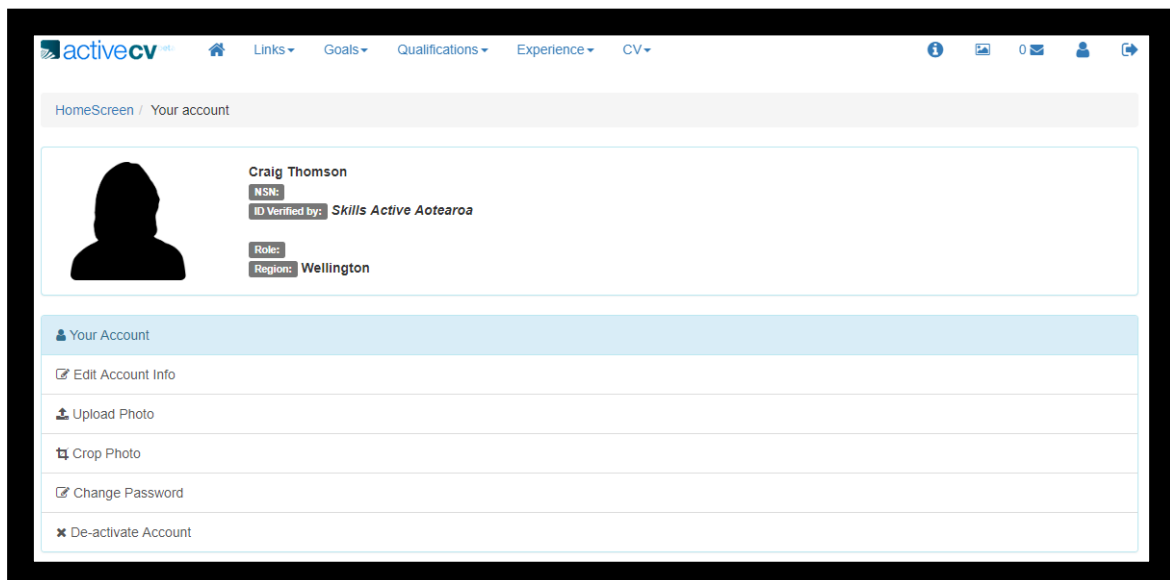 activecv Links Goals Qualifications Experience CV 0
HomeScreen / Your account
Craig Thomson
NSN:
ID Verified by: Skills Active Aotearoa
Role:
Region: Wellington
Your Account
Edit Account Info
Upload Photo
Crop Photo
Change Password
De-activate Account